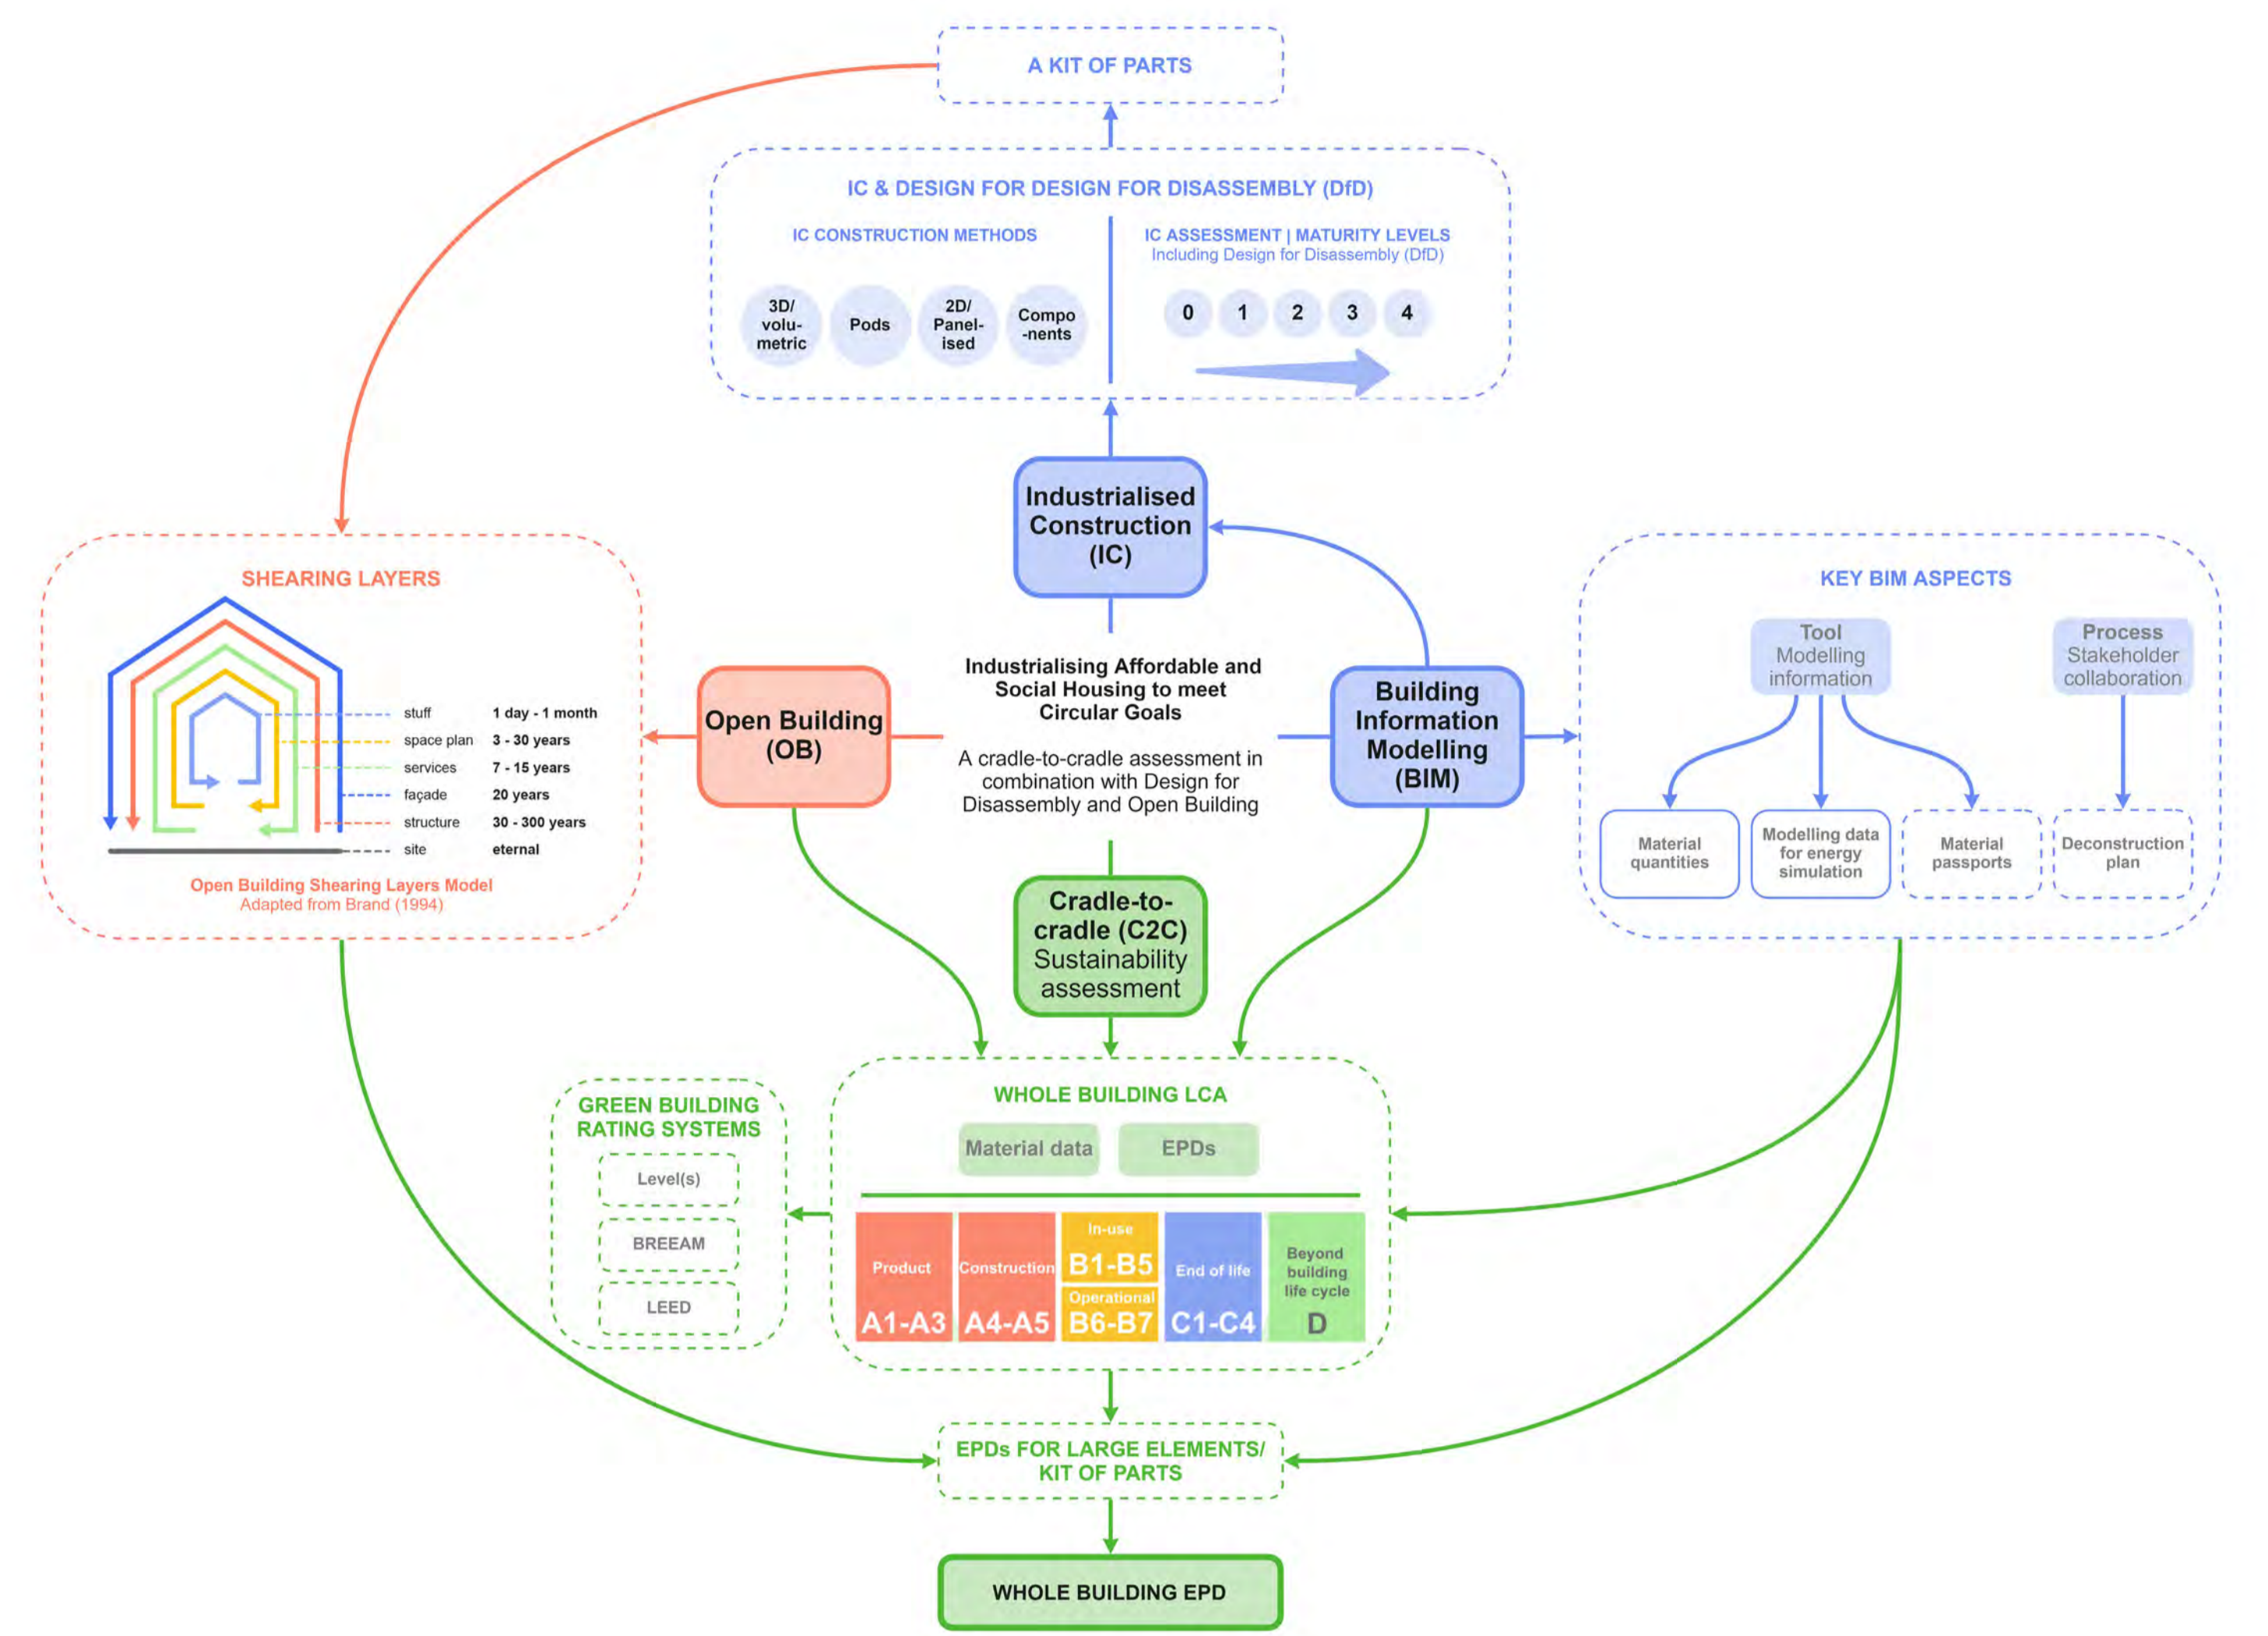 A KIT OF PARTS
IC & DESIGN FOR DESIGN FOR DISASSEMBLY (DfD)
IC CONSTRUCTION METHODS
3D/
volu-
metric
Pods
2D/
Panel-
ised
Compo
-nents
IC ASSESSMENT | MATURITY LEVELS
Including Design for Disassembly (DfD)
0 1 2 3 4
Industrialised
Construction
(IC)
SHEARING LAYERS
stuff 1 day - 1 month
space plan 3 - 30 years
services 7 - 15 years
façade 20 years
structure 30 - 300 years
site eternal
Open Building Shearing Layers Model
Adapted from Brand (1994)
Open Building
(OB)
Industrialising Affordable and
Social Housing to meet
Circular Goals
A cradle-to-cradle assessment in
combination with Design for
Disassembly and Open Building
Building
Information
Modelling
(BIM)
KEY BIM ASPECTS
Tool
Modelling
information
Process
Stakeholder
collaboration
Material
quantities
Modelling data
for energy
simulation
Material
passports
Deconstruction
plan
Cradle-to-
cradle (C2C)
Sustainability
assessment
GREEN BUILDING
RATING SYSTEMS
Level(s)
BREEAM
LEED
WHOLE BUILDING LCA
Material data
EPDs
Product
A1-A3
Construction
A4-A5
In-use
B1-B5
Operational
B6-B7
End of life
C1-C4
Beyond
building
life cycle
D
EPDs FOR LARGE ELEMENTS/
KIT OF PARTS
WHOLE BUILDING EPD